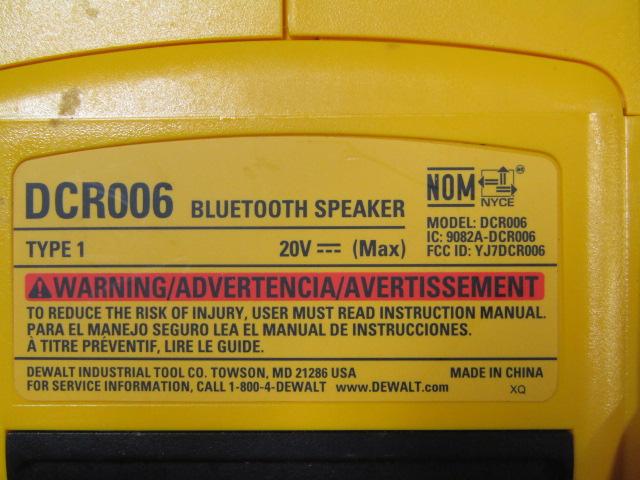 DCR006 BLUETOOTH SPEAKER
NOM NYCE
MODEL: DCR006
IC: 9082A-DCR006
FCC ID: YJ7DCR006
TYPE 1 20V ⎓ (Max)
⚠WARNING/ADVERTENCIA/AVERTISSEMENT
TO REDUCE THE RISK OF INJURY, USER MUST READ INSTRUCTION MANUAL.
PARA EL MANEJO SEGURO LEA EL MANUAL DE INSTRUCCIONES.
À TITRE PRÉVENTIF, LIRE LE GUIDE.
DEWALT INDUSTRIAL TOOL CO. TOWSON, MD 21286 USA MADE IN CHINA
FOR SERVICE INFORMATION, CALL 1-800-4-DEWALT www.DEWALT.com XQ